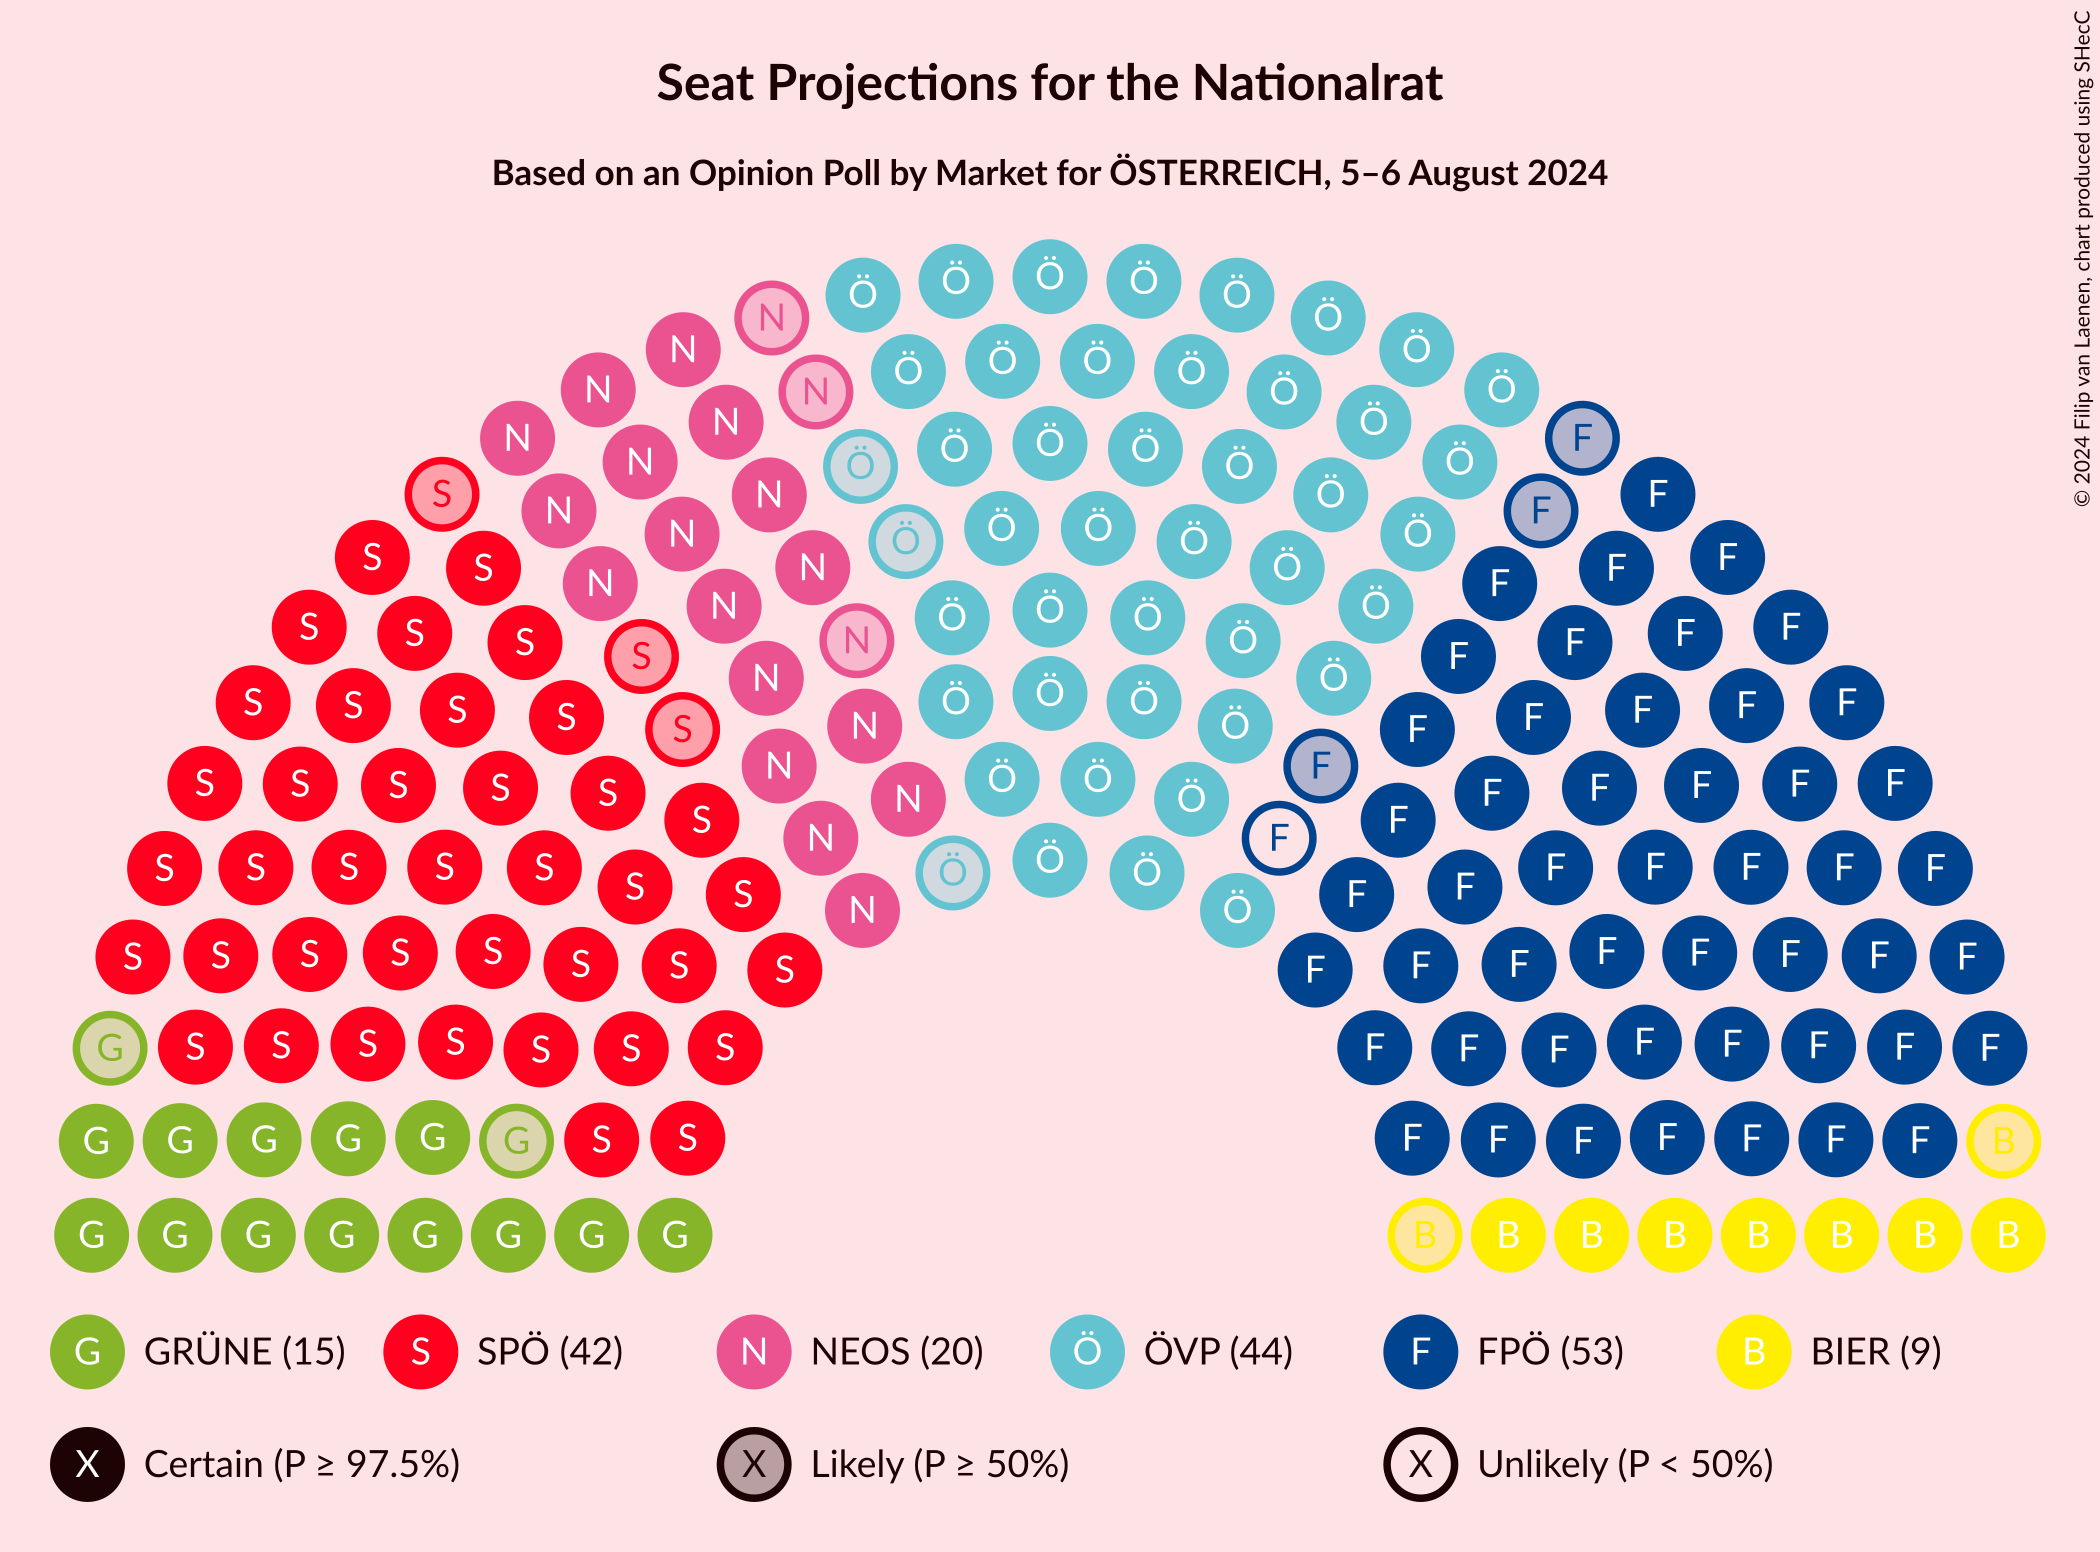 Seat Projections for the Nationalrat
Based on an Opinion Poll by Market for ÖSTERREICH, 5–6 August 2024
© 2024 Filip van Laenen, chart produced using SHecC
Ö Ö Ö Ö Ö
N Ö
N Ö
Ö Ö Ö Ö
N N Ö Ö Ö
N F
N Ö
Ö Ö Ö Ö
N Ö
S N Ö Ö F
N F
N Ö
Ö Ö Ö
S S N Ö N Ö F F F
S S S N N Ö Ö Ö Ö Ö F F F F
S N Ö F
S S S S N Ö Ö Ö Ö F F F F
S N N Ö F F
S S S S S N Ö Ö Ö F F F F F F
S N Ö F
N F
S S S S S S S Ö Ö Ö F F F F F F F
N Ö
S S S S S S S S F F F F F F F F
G S S S S S S S F F F F F F F F
G G G G G G S S F F F F F F F B
G G G G G G G G B B B B B B B B
G GRÜNE (15) S SPÖ (42) N NEOS (20) Ö ÖVP (44) F FPÖ (53) B BIER (9)
X Certain (P ≥ 97.5%) X Likely (P ≥ 50%) X Unlikely (P < 50%)